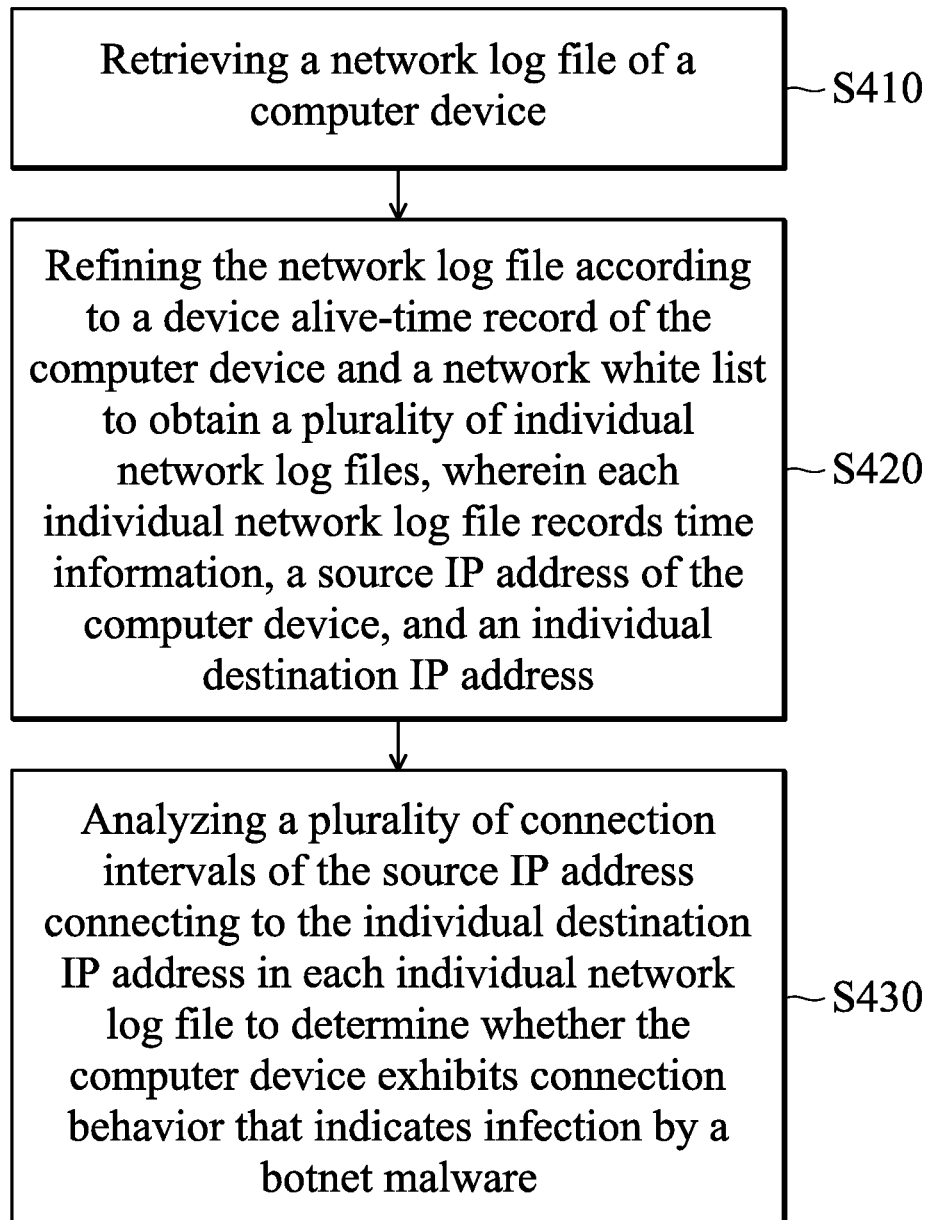 Retrieving a network log file of a
computer device
S410
Refining the network log file according
to a device alive-time record of the
computer device and a network white list
to obtain a plurality of individual
network log files, wherein each
individual network log file records time
information, a source IP address of the
computer device, and an individual
destination IP address
S420
Analyzing a plurality of connection
intervals of the source IP address
connecting to the individual destination
IP address in each individual network
log file to determine whether the
computer device exhibits connection
behavior that indicates infection by a
botnet malware
S430